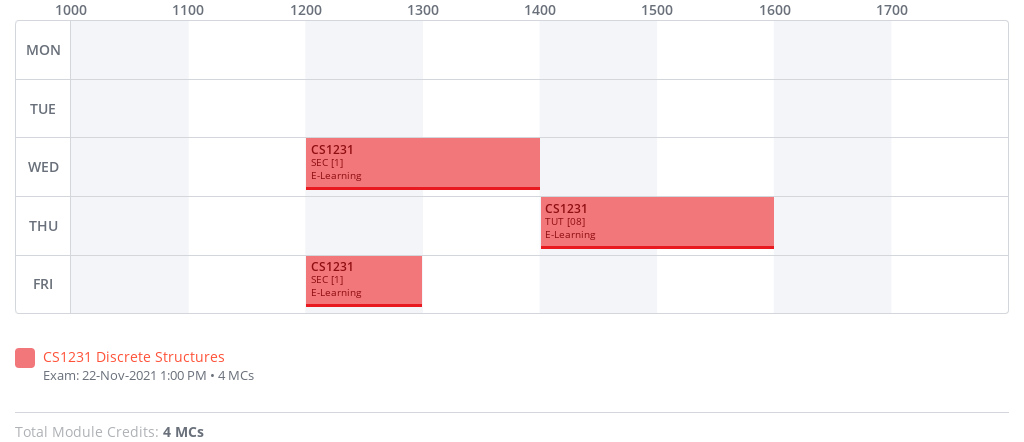 1000 1100 1200 1300 1400 1500 1600 1700
MON
TUE
WED
CS1231
SEC [1]
E-Learning
THU
CS1231
TUT [08]
E-Learning
FRI
CS1231
SEC [1]
E-Learning
CS1231 Discrete Structures
Exam: 22-Nov-2021 1:00 PM • 4 MCs
Total Module Credits: 4 MCs